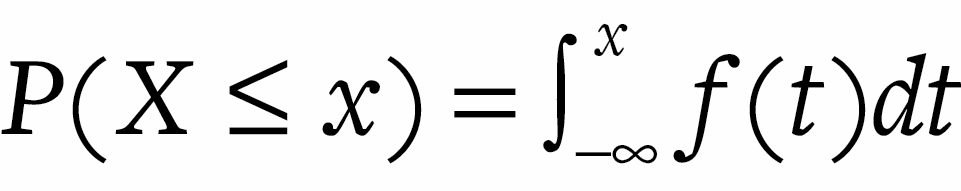 P(X ≤ x) = ∫_{-∞}^{x} f(t)dt